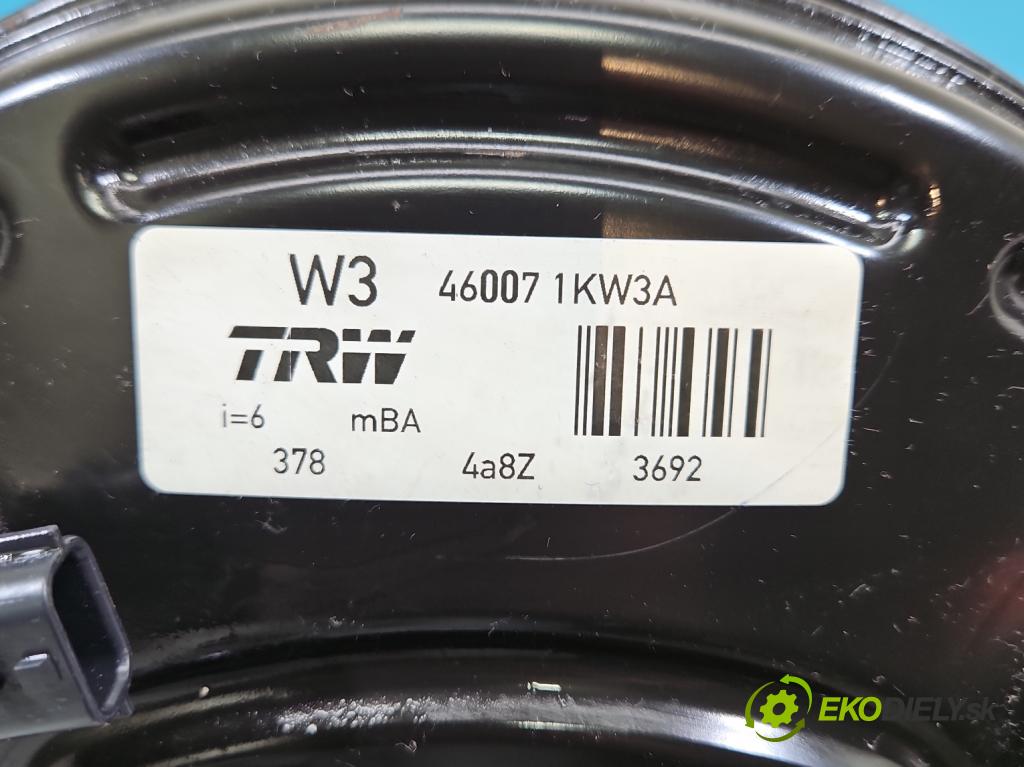 W3 46007 1KW3A
TRW
i=6 mBA
378 4a8Z 3692
EKODIELY.sk